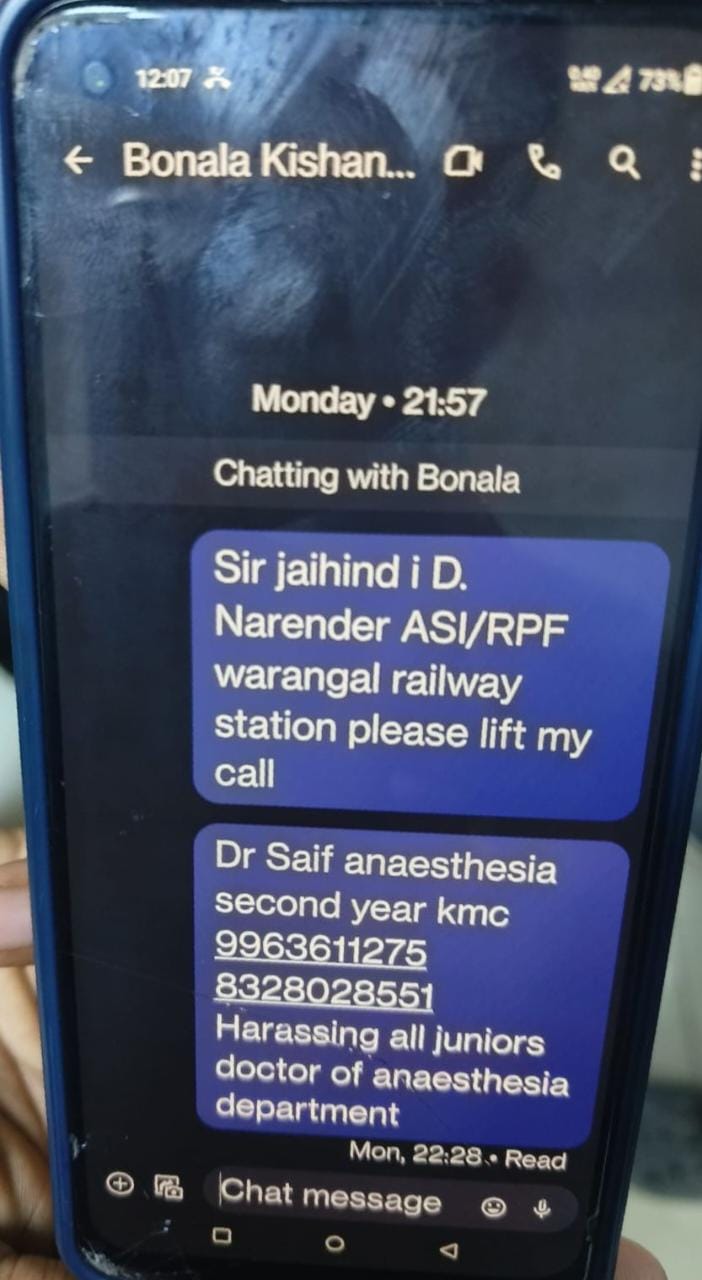 12:07
73%
Bonala Kishan...
Monday • 21:57
Chatting with Bonala
Sir jaihind i D.
Narender ASI/RPF
warangal railway
station please lift my
call
Dr Saif anaesthesia
second year kmc
9963611275
8328028551
Harassing all juniors
doctor of anaesthesia
department
Mon, 22:28 • Read
Chat message